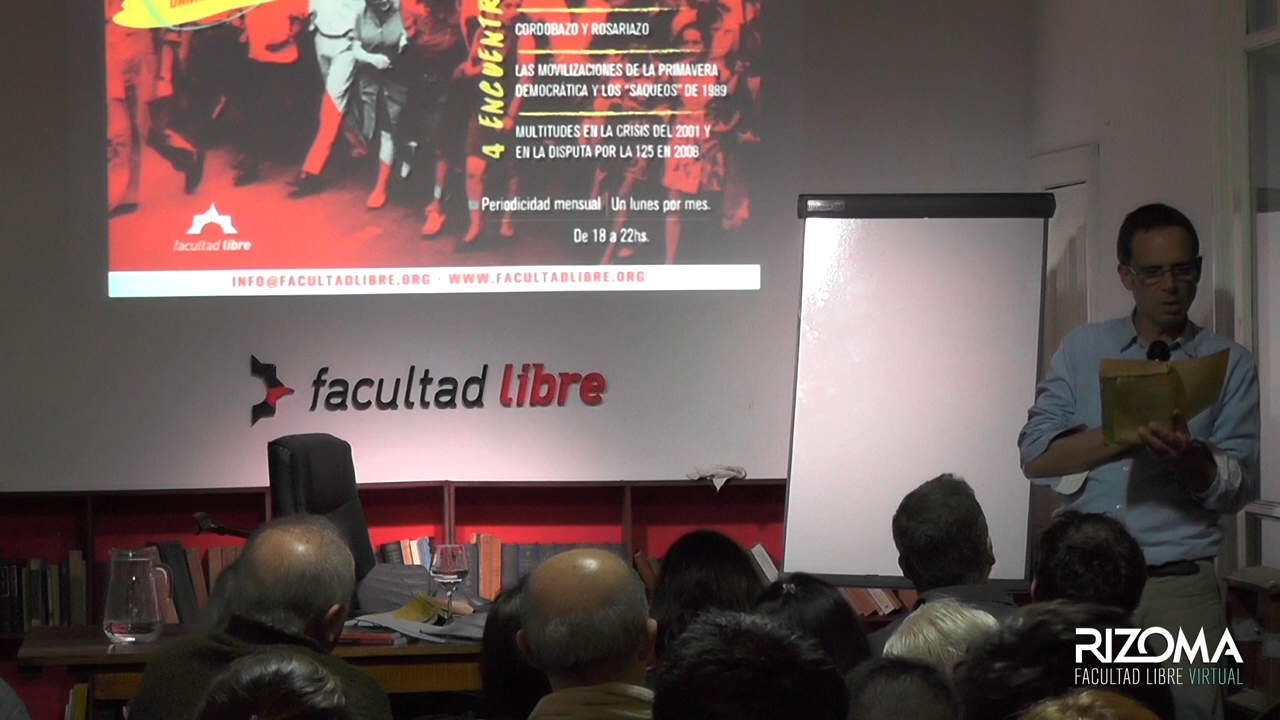 4 ENCUENTR
CORDOBAZO Y ROSARIAZO
LAS MOVILIZACIONES DE LA PRIMAVERA
DEMOCRÁTICA Y LOS "SAQUEOS" DE 1989
MULTITUDES EN LA CRISIS DEL 2001 Y
EN LA DISPUTA POR LA 125 EN 2008
Periodicidad mensual | Un lunes por mes.
De 18 a 22hs.
facultad libre
INFO@FACULTADLIBRE.ORG · WWW.FACULTADLIBRE.ORG
facultad libre
RIZOMA
FACULTAD LIBRE VIRTUAL